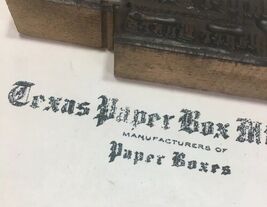 Texas Paper Box M
MANUFACTURERS OF
Paper Boxes